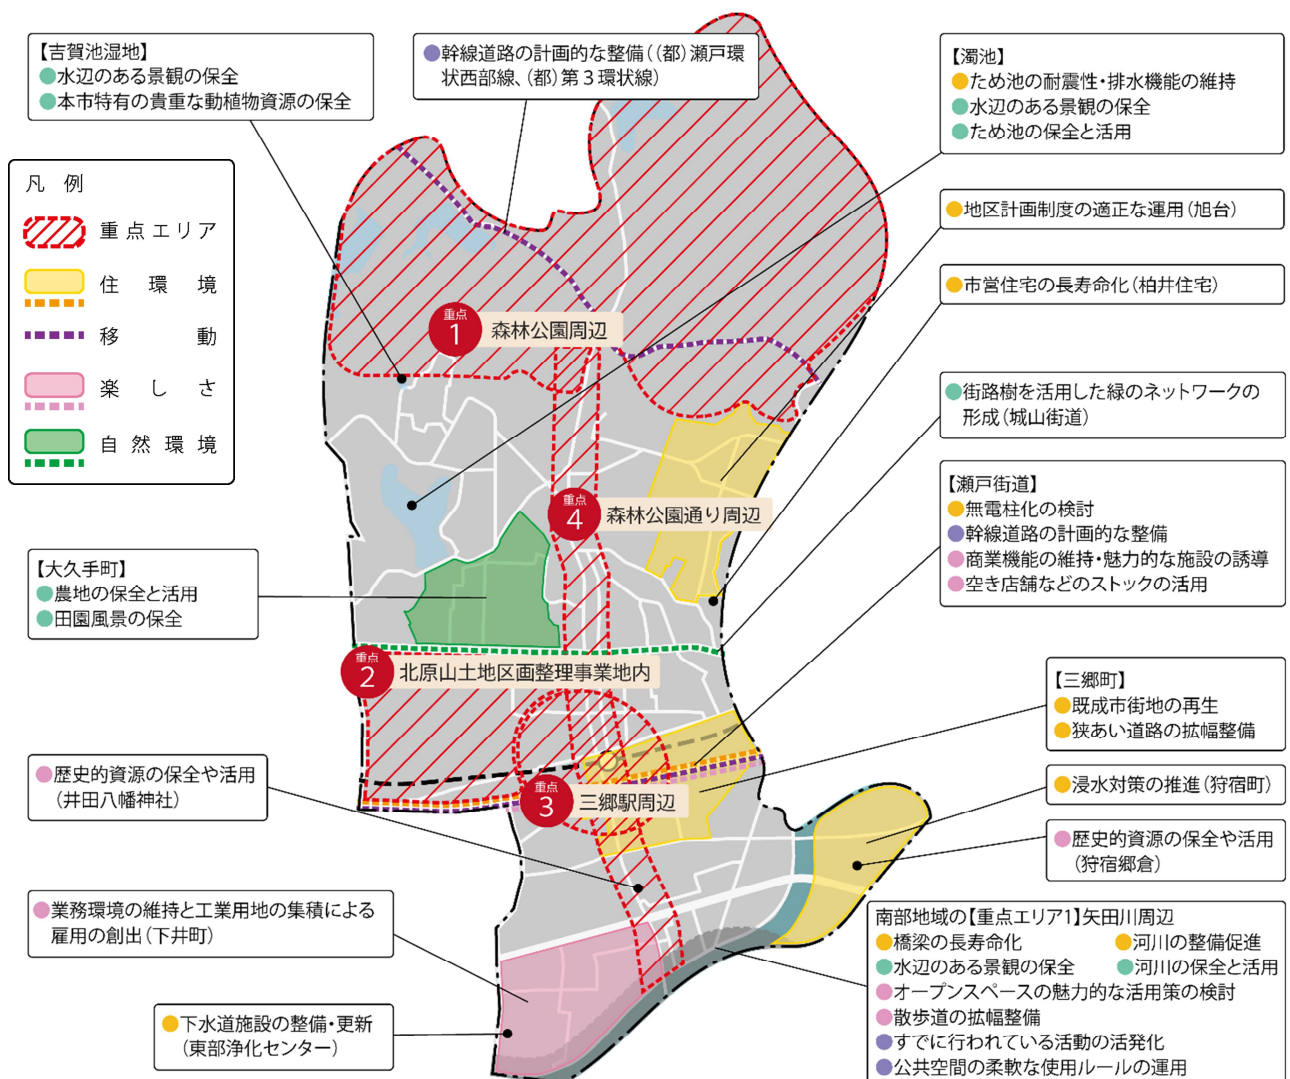 【吉賀池湿地】
●水辺のある景観の保全
●本市特有の貴重な動植物資源の保全
●幹線道路の計画的な整備((都)瀬戸環
状西部線、(都)第3環状線)
【濁池】
●ため池の耐震性・排水機能の維持
●水辺のある景観の保全
●ため池の保全と活用
凡 例
重点エリア
住環境
移動
楽しさ
自然環境
●地区計画制度の適正な運用(旭台)
●市営住宅の長寿命化(柏井住宅)
●街路樹を活用した緑のネットワークの
形成(城山街道)
【瀬戸街道】
●無電柱化の検討
●幹線道路の計画的な整備
●商業機能の維持・魅力的な施設の誘導
●空き店舗などのストックの活用
重点
1
森林公園周辺
重点
4
森林公園通り周辺
【大久手町】
●農地の保全と活用
●田園風景の保全
重点
2
北原山土地区画整理事業地内
【三郷町】
●既成市街地の再生
●狭あい道路の拡幅整備
重点
3
三郷駅周辺
●歴史的資源の保全や活用
(井田八幡神社)
●浸水対策の推進(狩宿町)
●歴史的資源の保全や活用
(狩宿郷倉)
●業務環境の維持と工業用地の集積による
雇用の創出(下井町)
●下水道施設の整備・更新
(東部浄化センター)
南部地域の【重点エリア1】矢田川周辺
●橋梁の長寿命化 ●河川の整備促進
●水辺のある景観の保全 ●河川の保全と活用
●オープンスペースの魅力的な活用策の検討
●散歩道の拡幅整備
●すでに行われている活動の活発化
●公共空間の柔軟な使用ルールの運用